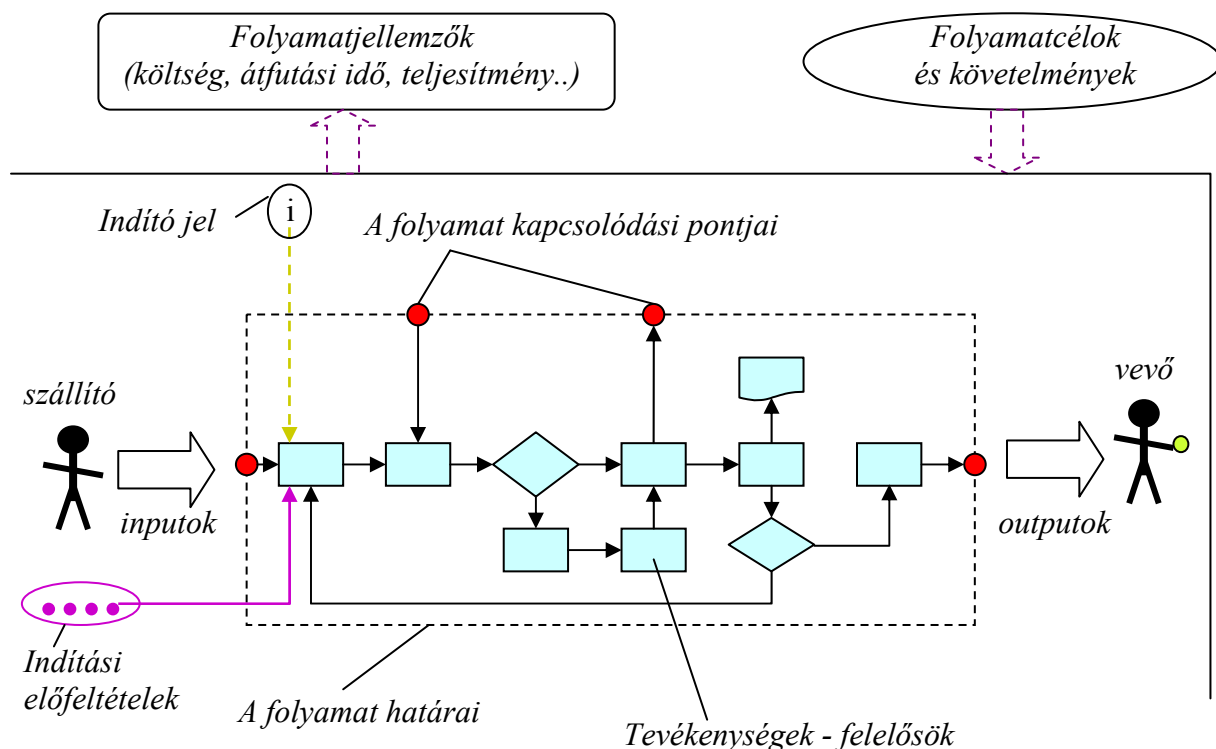 Folyamatjellemzők
(költség, átfutási idő, teljesítmény..)
Folyamatcélok
és követelmények
Indító jel
i
A folyamat kapcsolódási pontjai
szállító
vevő
inputok
outputok
Indítási
előfeltételek
A folyamat határai
Tevékenységek - felelősök